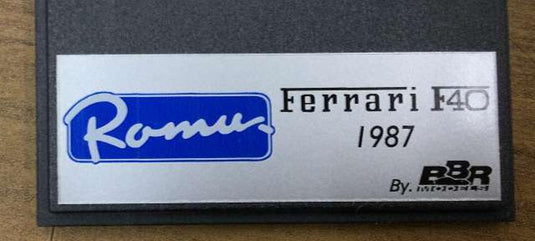 Romu
Ferrari F40
1987
By. BBR
MODELS